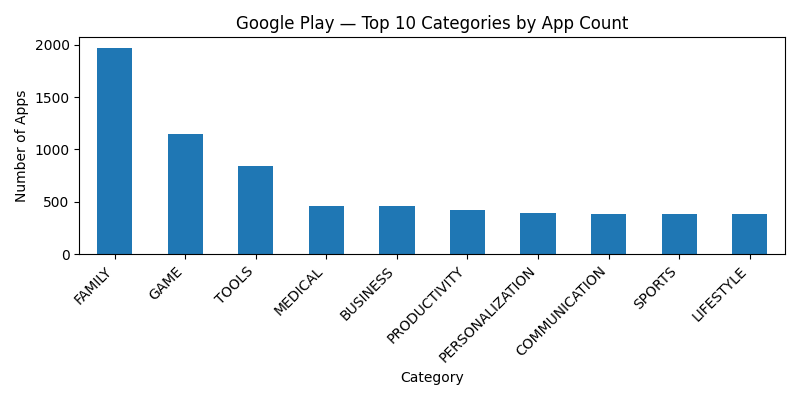 Google Play — Top 10 Categories by App Count
Number of Apps
2000
1500
1000
500
0
FAMILY
GAME
TOOLS
MEDICAL
BUSINESS
PRODUCTIVITY
PERSONALIZATION
COMMUNICATION
SPORTS
LIFESTYLE
Category